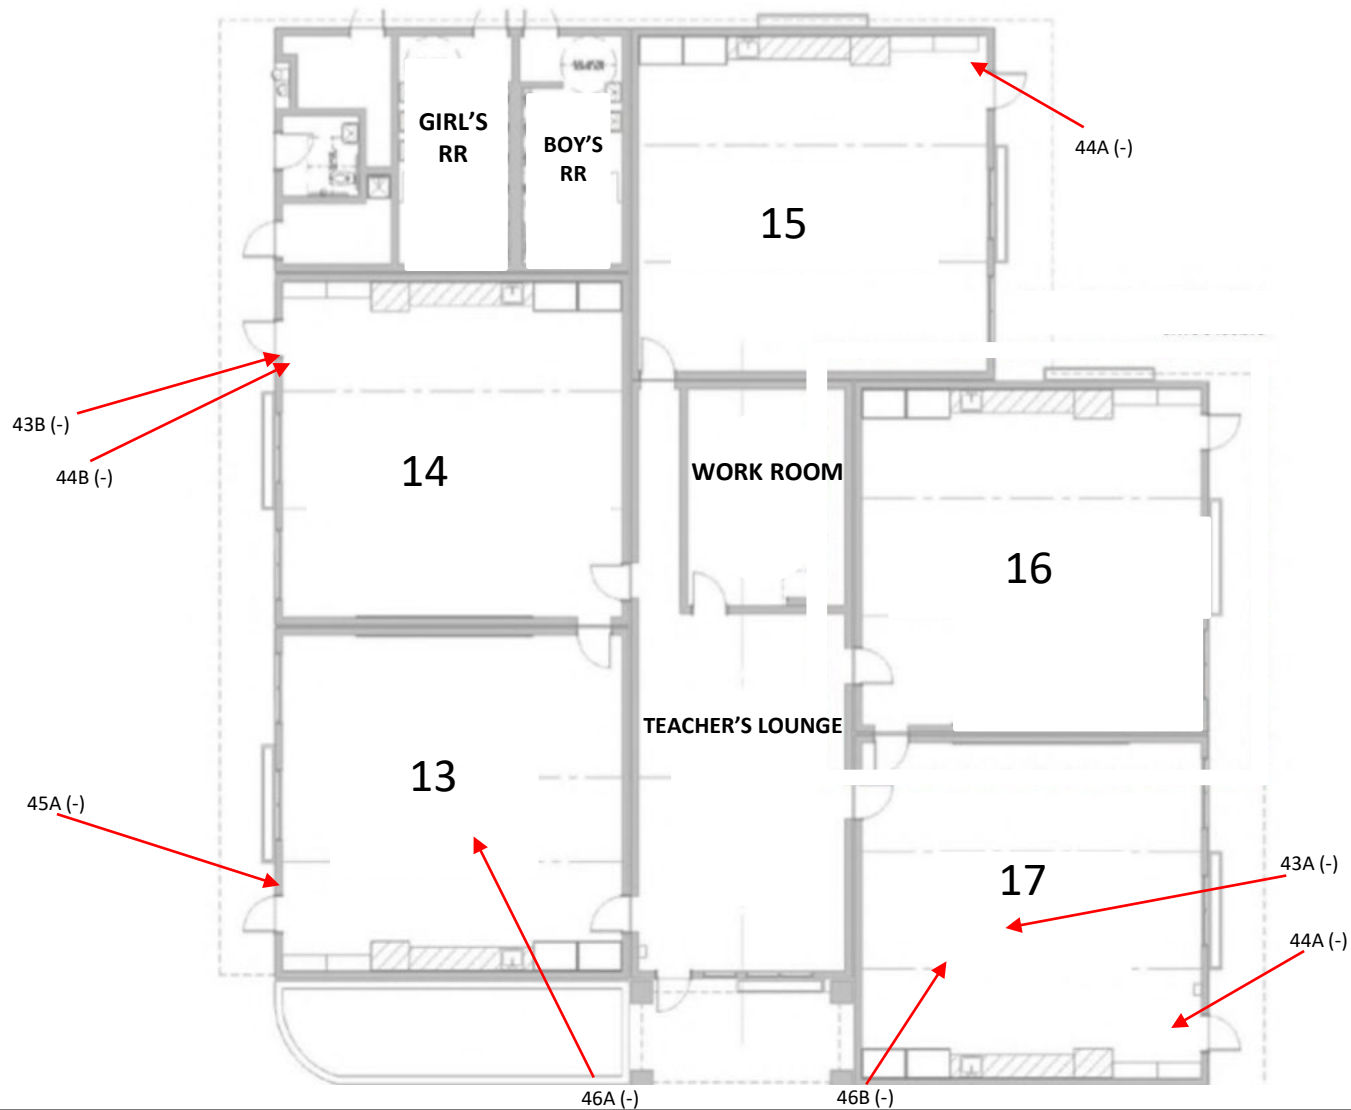 GIRL'S
RR
BOY'S
RR
44A (-)
15
43B (-)
44B (-)
14
WORK ROOM
16
TEACHER'S LOUNGE
13
45A (-)
17
43A (-)
44A (-)
46A (-)
46B (-)